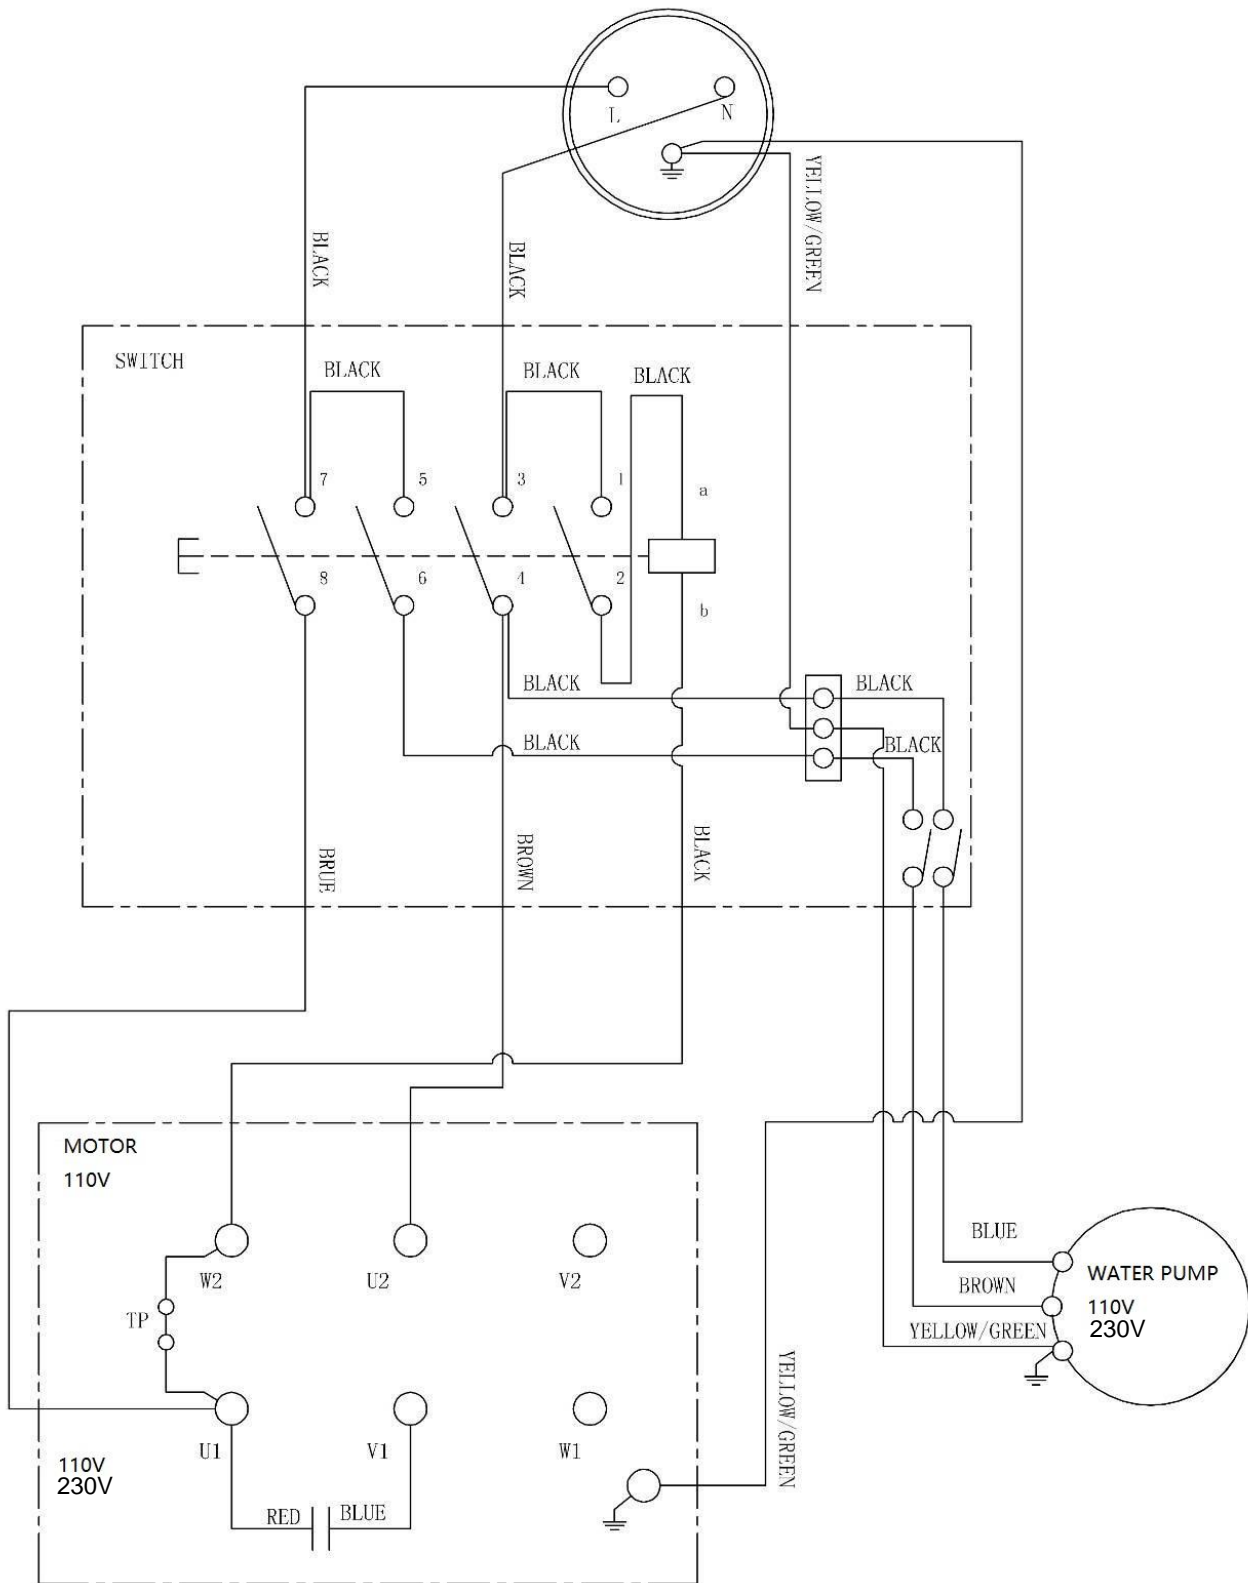 L
N
YELLOW/GREEN
BLACK
BLACK
SWITCH
BLACK
BLACK
BLACK
7
5
3
1
a
8
6
4
2
b
BLACK
BLACK
BLACK
BLACK
BRUE
BROWN
BLACK
MOTOR
110V
W2
U2
V2
TP
U1
V1
W1
110V
230V
RED
BLUE
YELLOW/GREEN
BLUE
BROWN
YELLOW/GREEN
WATER PUMP
110V
230V